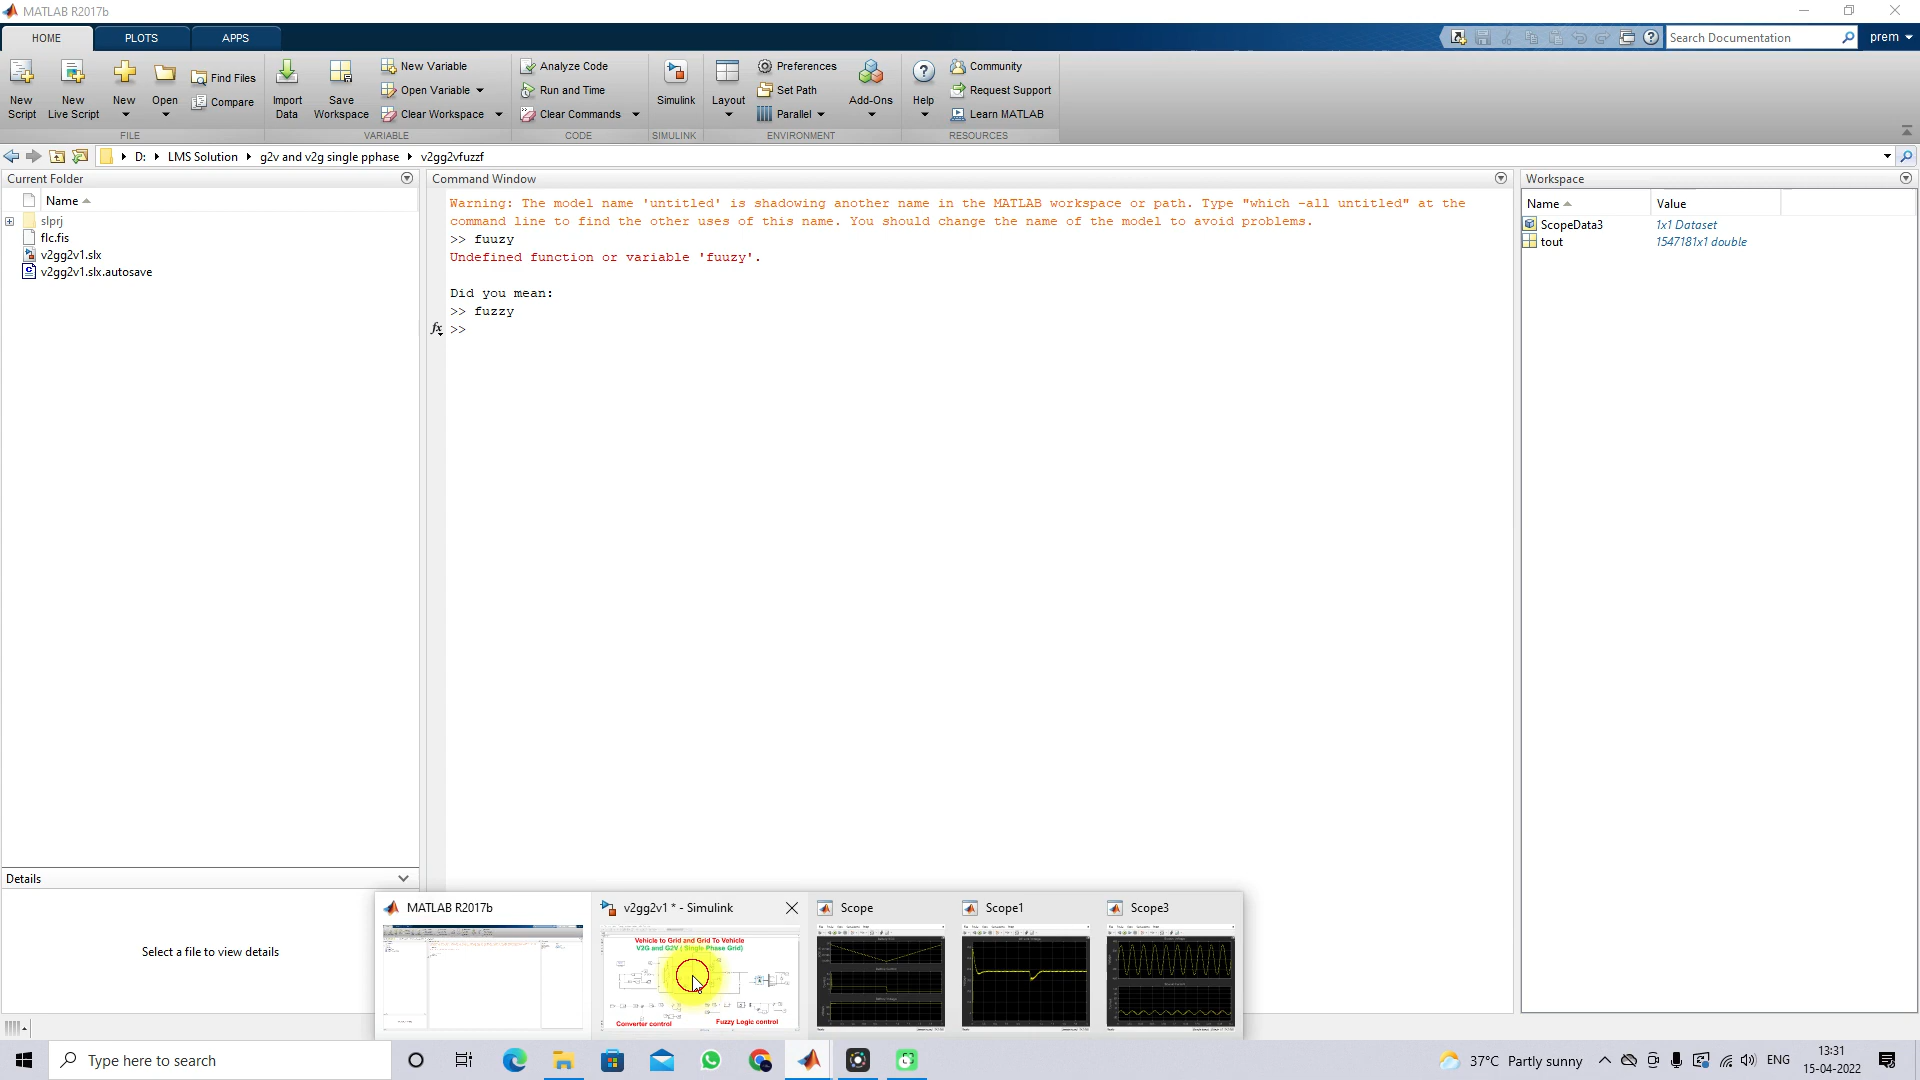 MATLAB R2017b
HOME
PLOTS
APPS
Search Documentation
prem
New Script
New Live Script
New
Open
Find Files
Compare
Import Data
Save Workspace
New Variable
Open Variable
Clear Workspace
Analyze Code
Run and Time
Clear Commands
Simulink
Layout
Preferences
Set Path
Parallel
Add-Ons
Help
Community
Request Support
Learn MATLAB
FILE
VARIABLE
CODE
SIMULINK
ENVIRONMENT
RESOURCES
D:
LMS Solution
g2v and v2g single pphase
v2gg2vfuzzf
Current Folder
Name
slprj
flc.fis
v2gg2v1.slx
v2gg2v1.slx.autosave
Details
Select a file to view details
Command Window
Warning: The model name 'untitled' is shadowing another name in the MATLAB workspace or path. Type "which -all untitled" at the
command line to find the other uses of this name. You should change the name of the model to avoid problems.
>> fuuzy
Undefined function or variable 'fuuzy'.
Did you mean:
>> fuzzy
fx >>
Workspace
Name
Value
ScopeData3
1x1 Dataset
tout
1547181x1 double
MATLAB R2017b
v2gg2v1 * - Simulink
Scope
Scope1
Scope3
Vehicle to Grid and Grid To Vehicle
V2G and G2V ( Single Phase Grid)
Converter control
Fuzzy Logic control
Type here to search
37°C Partly sunny
ENG
13:31
15-04-2022